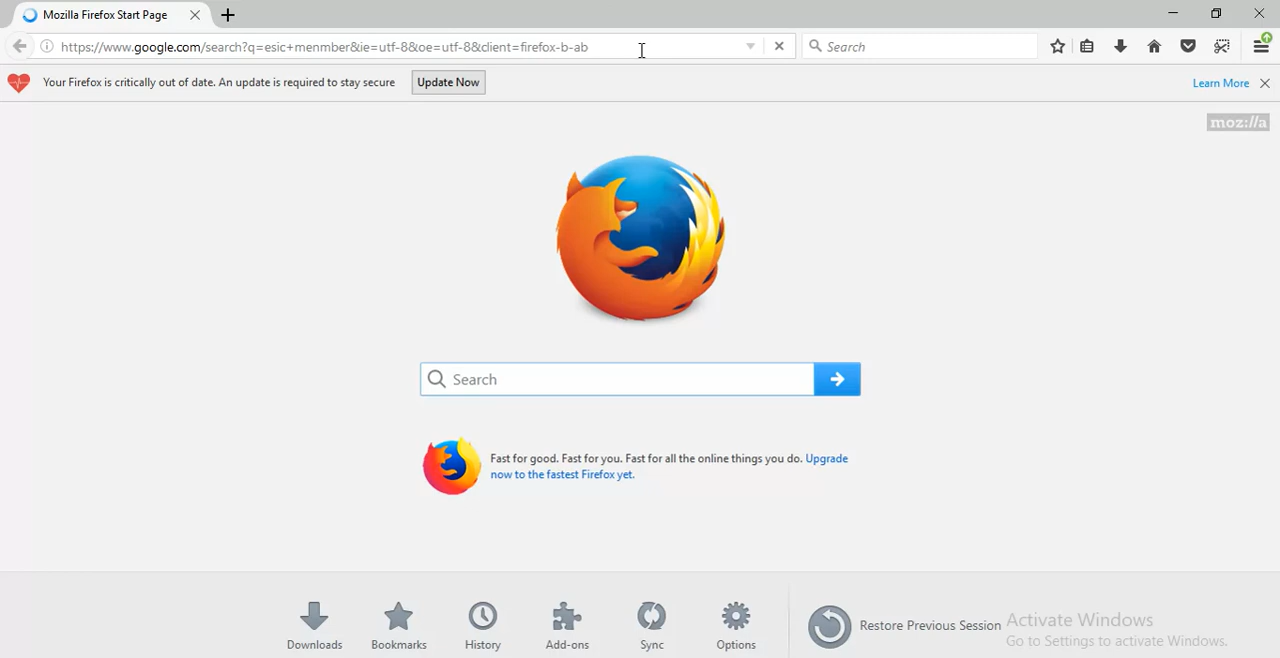 Mozilla Firefox Start Page
https://www.google.com/search?q=esic+menmber&ie=utf-8&oe=utf-8&client=firefox-b-ab
Search
Your Firefox is critically out of date. An update is required to stay secure
Update Now
Learn More
moz://a
Search
Fast for good. Fast for you. Fast for all the online things you do. Upgrade
now to the fastest Firefox yet.
Downloads
Bookmarks
History
Add-ons
Sync
Options
Restore Previous Session
Activate Windows
Go to Settings to activate Windows.